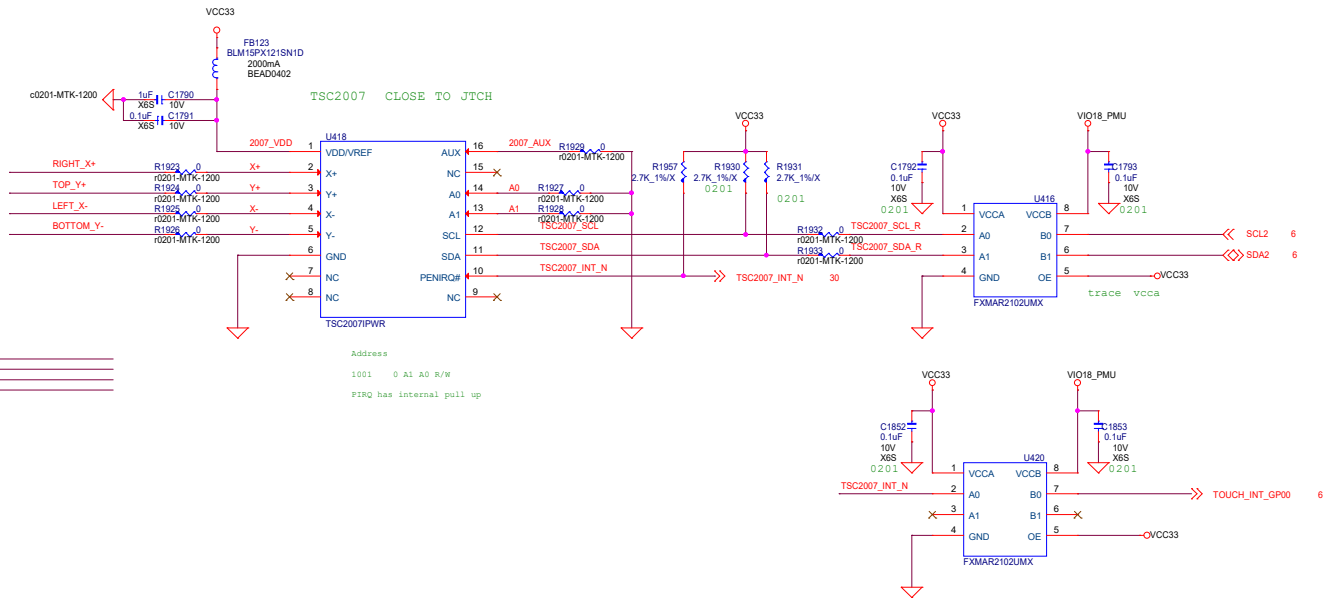 VCC33
FB123
BLM15PX121SN1D
2000mA
BEAD0402
c0201-MTK-1200
1uF C1790
X6S 10V
0.1uF C1791
X6S 10V
TSC2007 CLOSE TO JTCH
U418
2007_VDD 1 VDD/VREF AUX 16 2007_AUX R1929 0
r0201-MTK-1200
RIGHT_X+ R1923 0 X+ 2 X+ NC 15
r0201-MTK-1200
TOP_Y+ R1924 0 Y+ 3 Y+ A0 14 A0 R1927 0
r0201-MTK-1200 r0201-MTK-1200
LEFT_X- R1925 0 X- 4 X- A1 13 A1 R1928 0
r0201-MTK-1200 r0201-MTK-1200
BOTTOM_Y- R1926 0 Y- 5 Y- SCL 12 TSC2007_SCL
r0201-MTK-1200
6 GND SDA 11 TSC2007_SDA
7 NC PENIRQ# 10 TSC2007_INT_N
8 NC NC 9
TSC2007IPWR
Address
1001 0 A1 A0 R/W
PIRQ has internal pull up
VCC33
R1957 R1930 R1931
2.7K_1%/X 2.7K_1%/X 2.7K_1%/X
0201 0201
TSC2007_INT_N 30
R1932 0 TSC2007_SCL_R
r0201-MTK-1200
R1933 0 TSC2007_SDA_R
r0201-MTK-1200
VCC33 VIO18_PMU
C1792 C1793
0.1uF 0.1uF
10V 10V
X6S X6S
0201 0201
U416
1 VCCA VCCB 8
2 A0 B0 7 SCL2 6
3 A1 B1 6 SDA2 6
4 GND OE 5 VCC33
FXMAR2102UMX
trace vcca
VCC33 VIO18_PMU
C1852 C1853
0.1uF 0.1uF
10V 10V
X6S X6S
0201 0201
U420
1 VCCA VCCB 8
TSC2007_INT_N 2 A0 B0 7 TOUCH_INT_GP00 6
3 A1 B1 6
4 GND OE 5 VCC33
FXMAR2102UMX